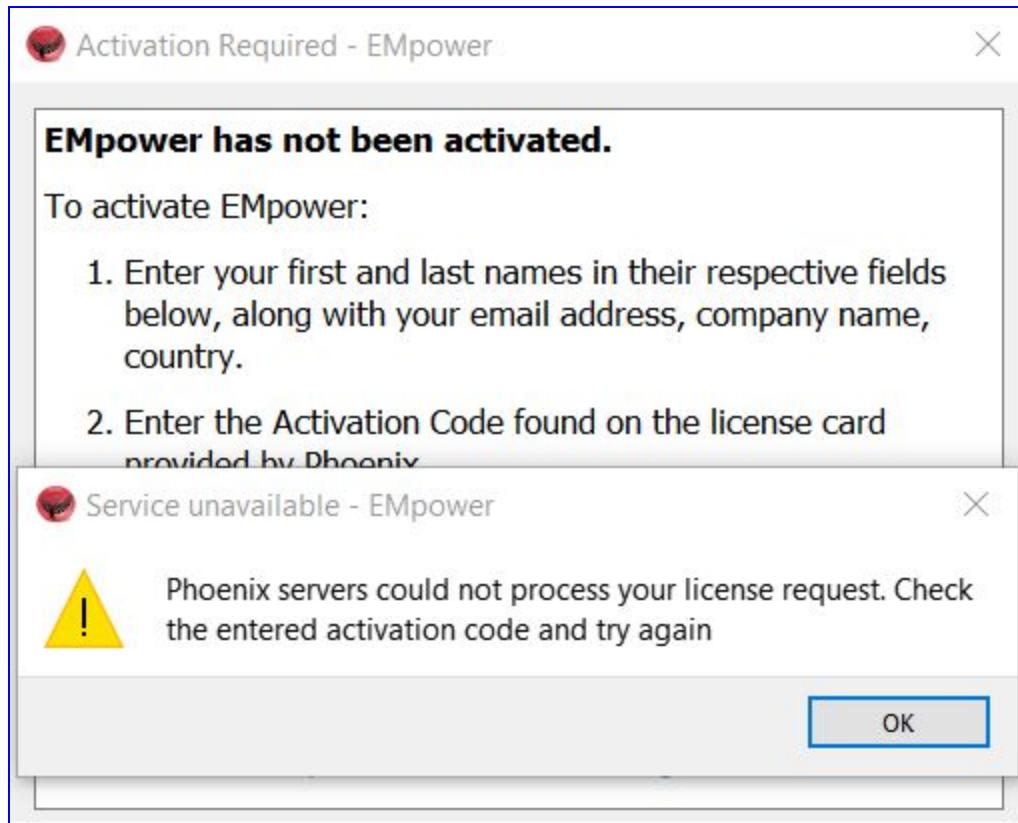 Activation Required - EMpower
EMpower has not been activated.
To activate EMpower:
1. Enter your first and last names in their respective fields
below, along with your email address, company name,
country.
2. Enter the Activation Code found on the license card
provided by Phoenix
Service unavailable - EMpower
Phoenix servers could not process your license request. Check
the entered activation code and try again
OK